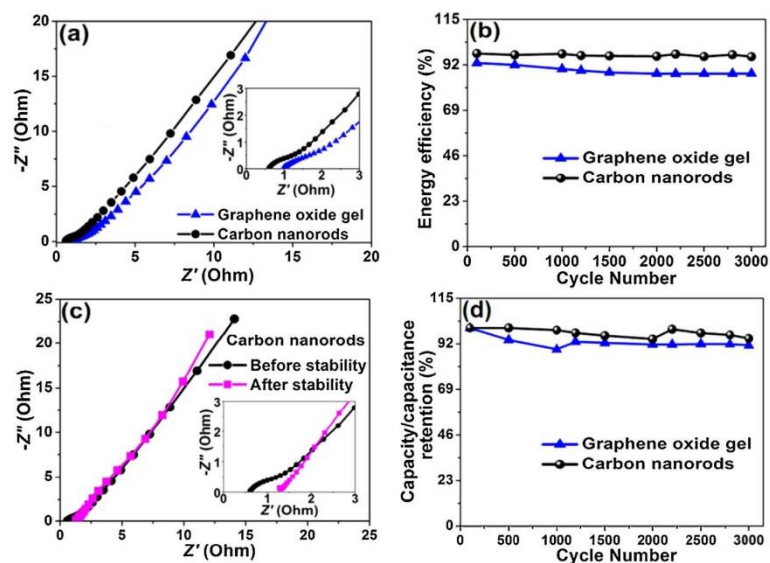 (a)
-Z" (Ohm)
20
15
10
5
0
0
5
10
15
20
Z' (Ohm)
Graphene oxide gel
Carbon nanorods
-Z" (Ohm)
3
2
1
0
0
1
2
3
Z' (Ohm)
(b)
Energy efficiency (%)
115
92
69
46
23
0
0
500
1000
1500
2000
2500
3000
Cycle Number
Graphene oxide gel
Carbon nanorods
(c)
-Z" (Ohm)
25
20
15
10
5
0
0
5
10
15
20
25
Z' (Ohm)
Carbon nanorods
Before stability
After stability
-Z" (Ohm)
3
2
1
0
0
1
2
3
Z' (Ohm)
(d)
Capacity/capacitance
retention (%)
115
92
69
46
23
0
0
500
1000
1500
2000
2500
3000
Cycle Number
Graphene oxide gel
Carbon nanorods